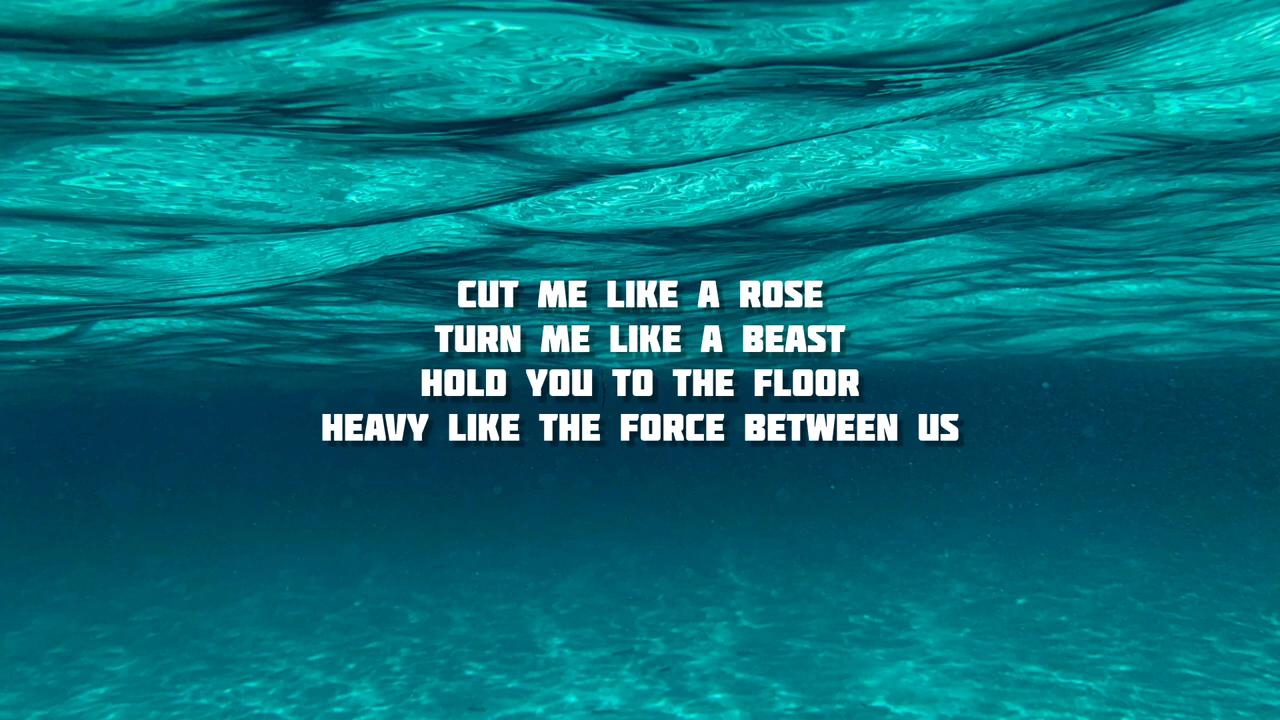 CUT ME LIKE A ROSE
TURN ME LIKE A BEAST
HOLD YOU TO THE FLOOR
HEAVY LIKE THE FORCE BETWEEN US